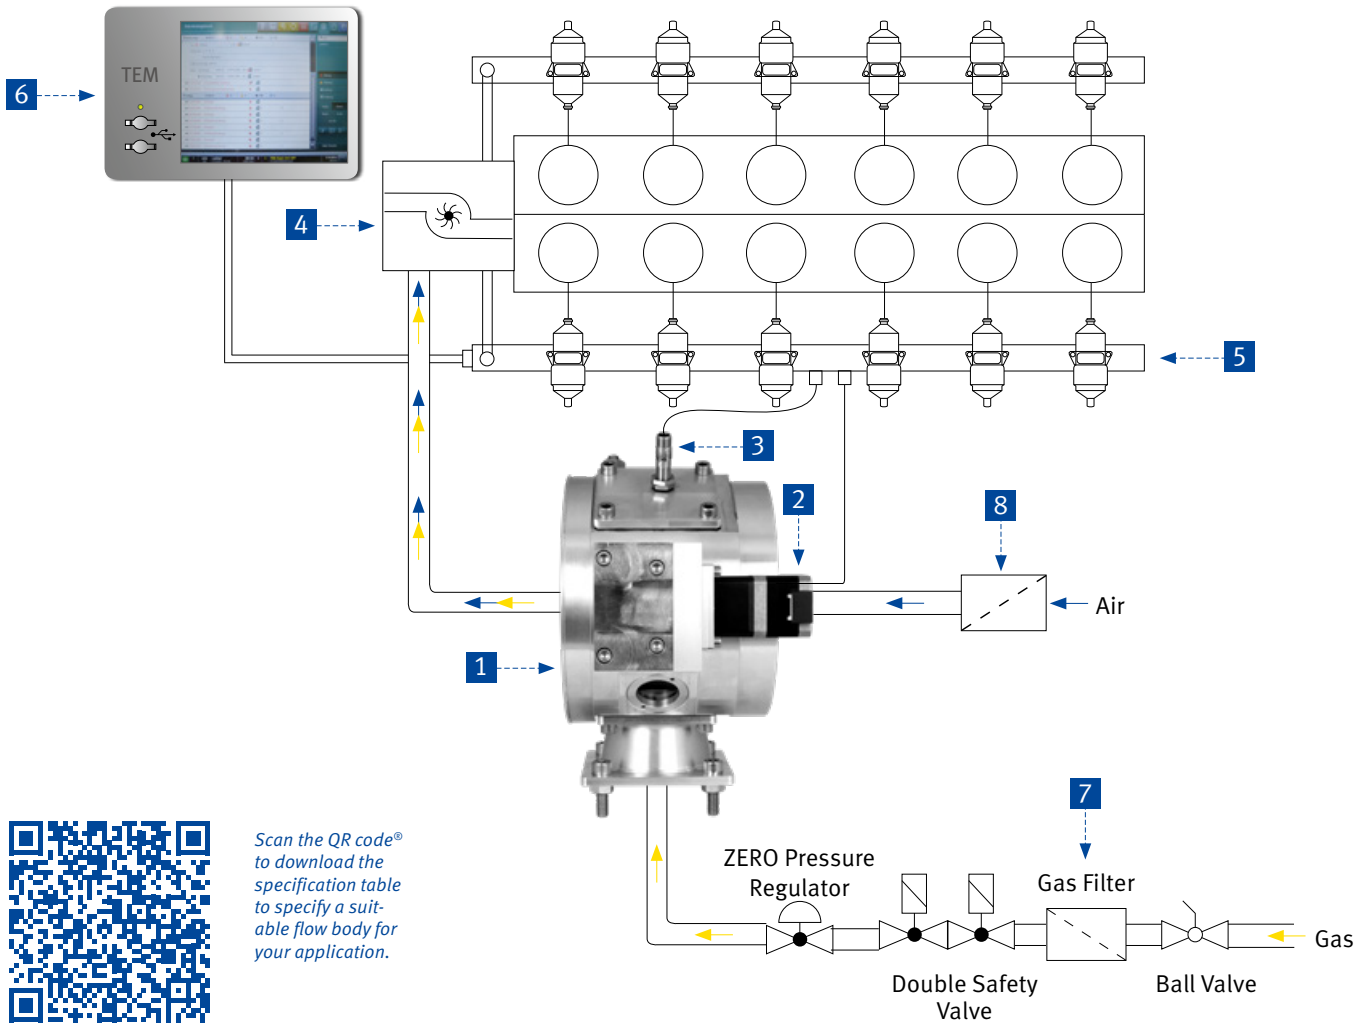 TEM
6
4
5
3
2
8
Air
1
7
Scan the QR code®
to download the
specification table
to specify a suit-
able flow body for
your application.
ZERO Pressure
Regulator
Gas Filter
Gas
Double Safety
Valve
Ball Valve